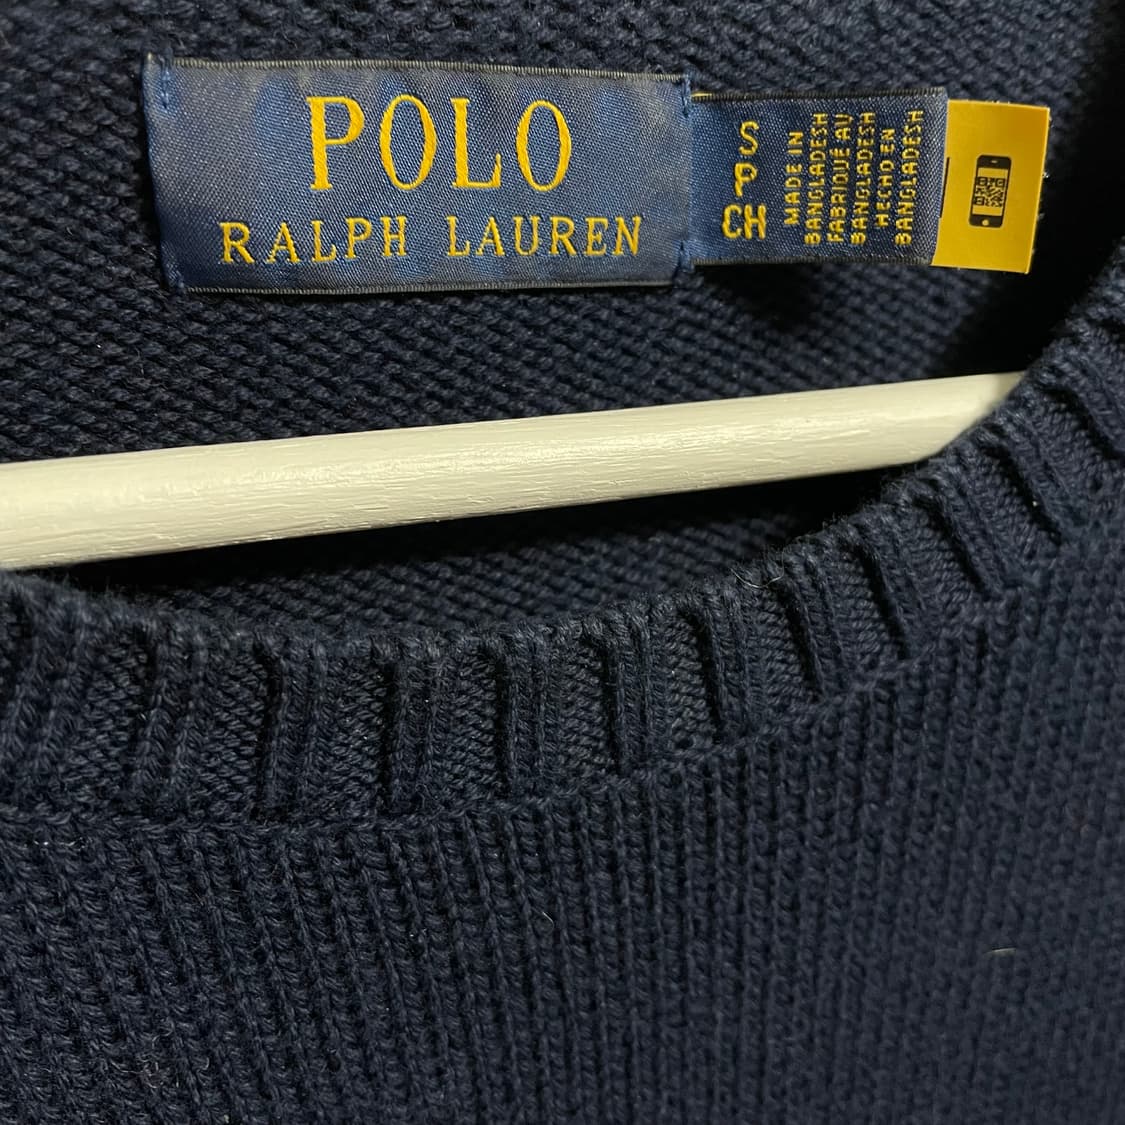 POLO
RALPH LAUREN
S
P
CH
MADE IN
BANGLADESH
FABRIQUÉ AU
BANGLADESH
HECHO EN
BANGLADESH